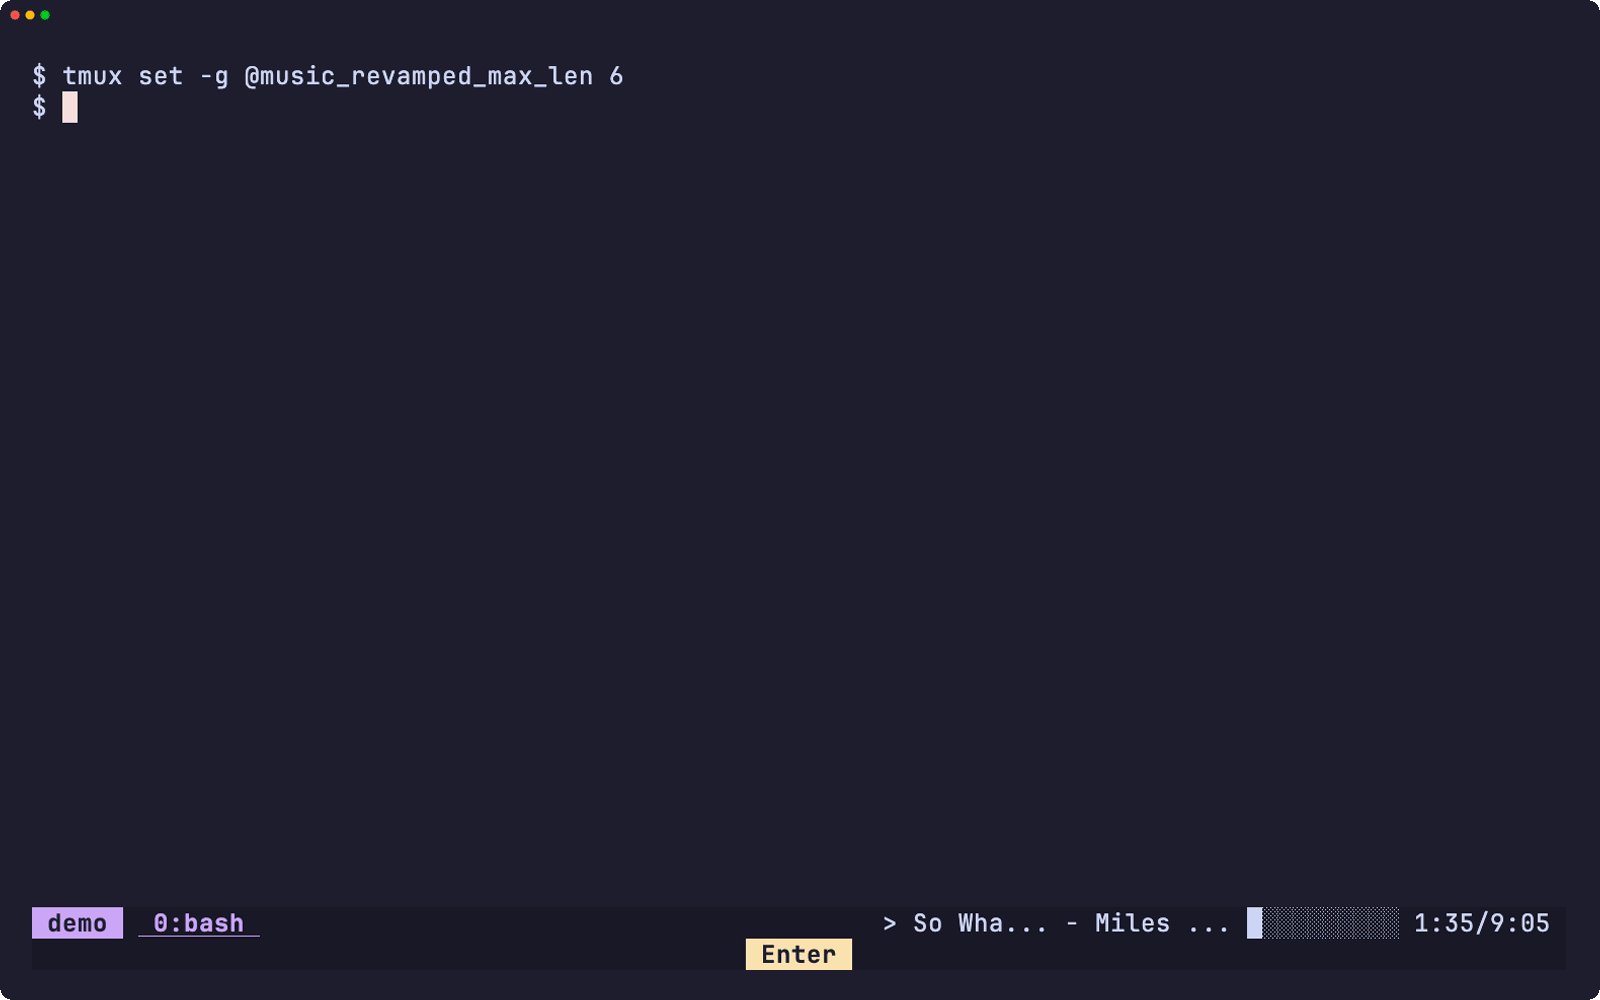 $ tmux set -g @music_revamped_max_len 6
$
demo 0:bash > So Wha... - Miles ... 1:35/9:05
Enter